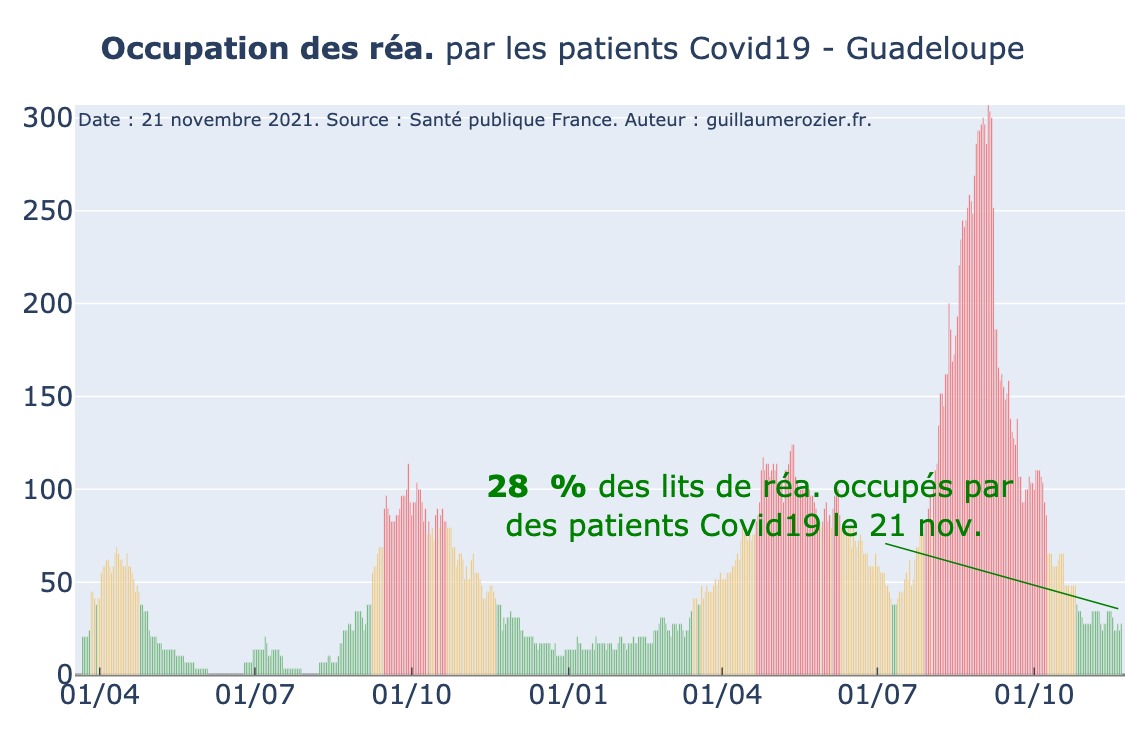 Occupation des réa. par les patients Covid19 - Guadeloupe
300
Date : 21 novembre 2021. Source : Santé publique France. Auteur : guillaumerozier.fr.
250
200
150
100
28 % des lits de réa. occupés par
des patients Covid19 le 21 nov.
50
0
01/04 01/07 01/10 01/01 01/04 01/07 01/10